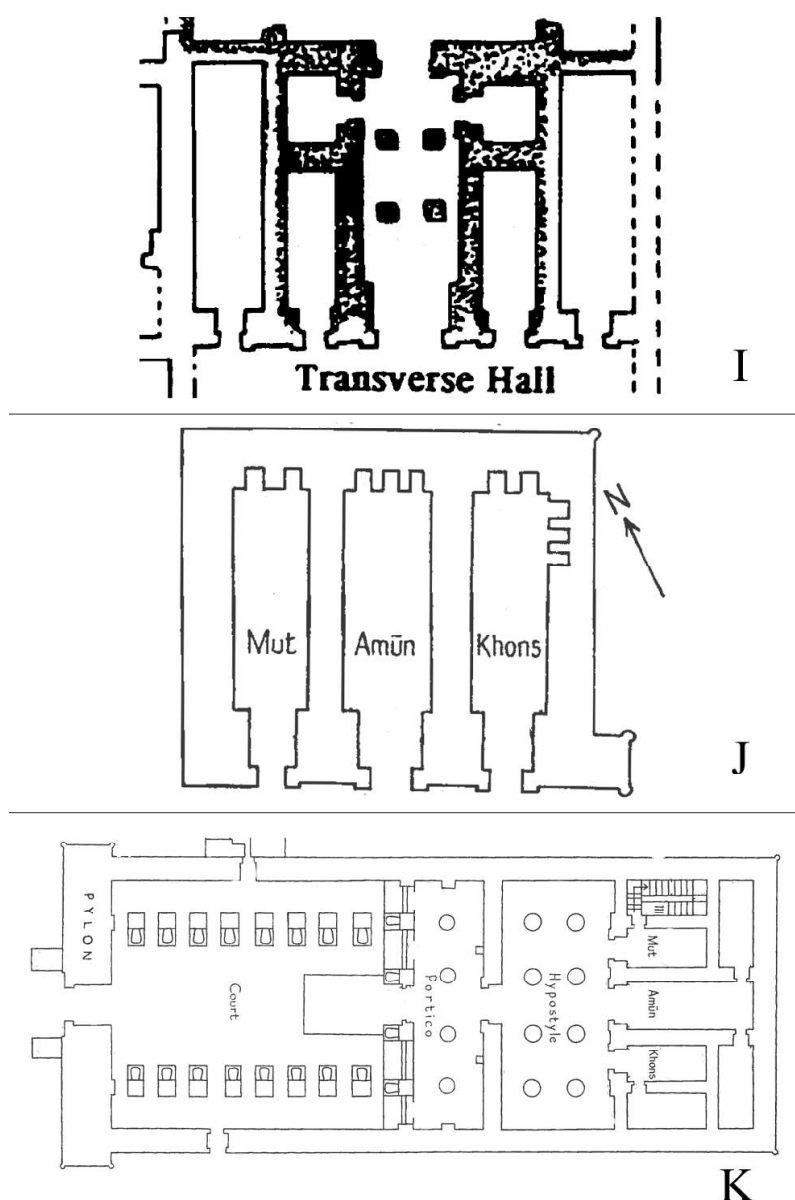 Transverse Hall
I
N
Mut
Amūn
Khons
J
PYLON
Court
Portico
Hypostyle
Mut
Amūn
Khons
K